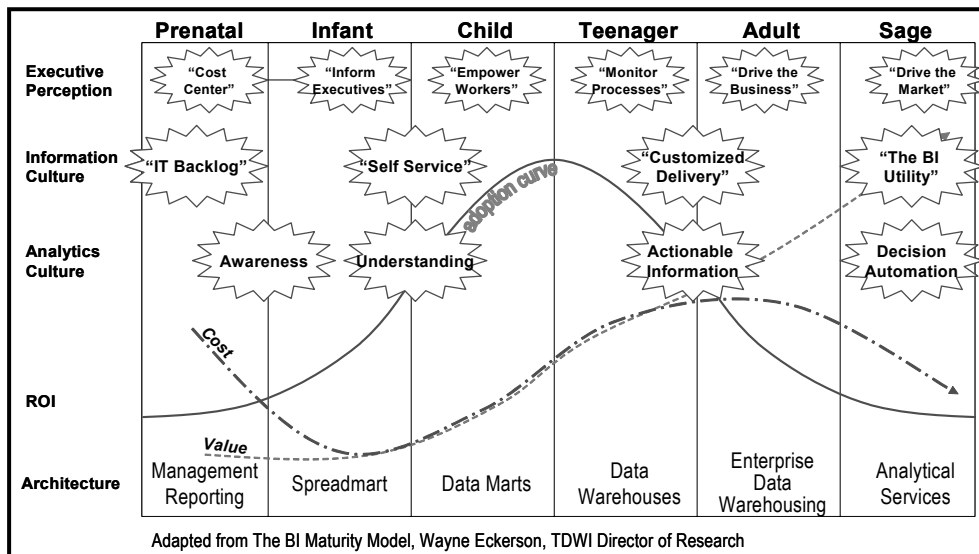 Prenatal Infant Child Teenager Adult Sage
Executive
Perception
“Cost
Center”
“Inform
Executives”
“Empower
Workers”
“Monitor
Processes”
“Drive the
Business”
“Drive the
Market”
Information
Culture
“IT Backlog”
“Self Service”
“Customized
Delivery”
“The BI
Utility”
adoption curve
Analytics
Culture
Awareness
Understanding
Actionable
Information
Decision
Automation
Cost
ROI
Value
Architecture
Management
Reporting
Spreadmart
Data Marts
Data
Warehouses
Enterprise
Data
Warehousing
Analytical
Services
Adapted from The BI Maturity Model, Wayne Eckerson, TDWI Director of Research